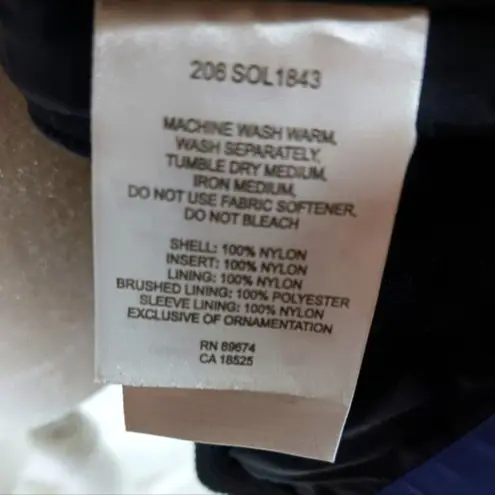 206 SOL1843
MACHINE WASH WARM,
WASH SEPARATELY,
TUMBLE DRY MEDIUM,
IRON MEDIUM,
DO NOT USE FABRIC SOFTENER,
DO NOT BLEACH
SHELL: 100% NYLON
INSERT: 100% NYLON
LINING: 100% NYLON
BRUSHED LINING: 100% POLYESTER
SLEEVE LINING: 100% NYLON
EXCLUSIVE OF ORNAMENTATION
RN 89674
CA 18525